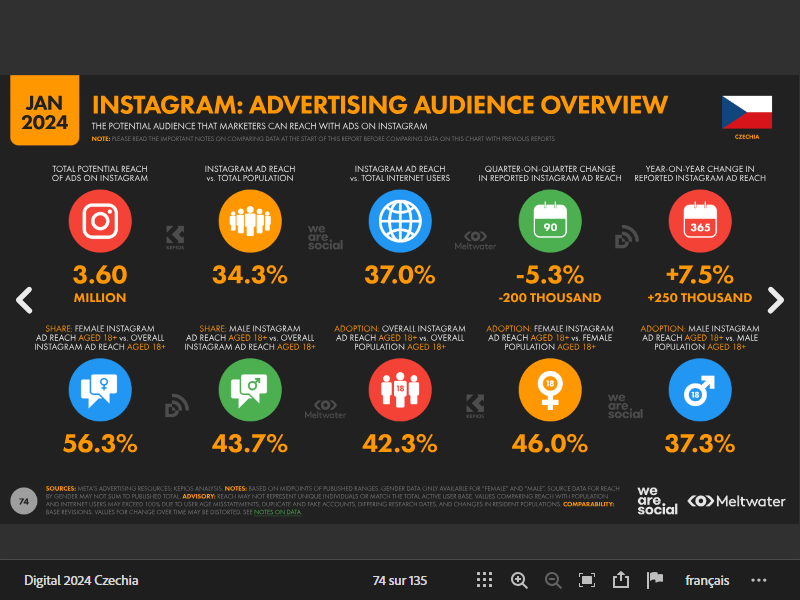 JAN
2024
INSTAGRAM: ADVERTISING AUDIENCE OVERVIEW
THE POTENTIAL AUDIENCE THAT MARKETERS CAN REACH WITH ADS ON INSTAGRAM
NOTE: PLEASE READ THE IMPORTANT NOTES ON COMPARING DATA AT THE START OF THIS REPORT BEFORE COMPARING DATA ON THIS CHART WITH PREVIOUS REPORTS
CZECHIA
TOTAL POTENTIAL REACH
OF ADS ON INSTAGRAM
3.60
MILLION
INSTAGRAM AD REACH
vs. TOTAL POPULATION
34.3%
INSTAGRAM AD REACH
vs. TOTAL INTERNET USERS
37.0%
QUARTER-ON-QUARTER CHANGE
IN REPORTED INSTAGRAM AD REACH
90
-5.3%
-200 THOUSAND
YEAR-ON-YEAR CHANGE IN
REPORTED INSTAGRAM AD REACH
365
+7.5%
+250 THOUSAND
KEPIOS
we
are.
social
Meltwater
SHARE: FEMALE INSTAGRAM
AD REACH AGED 18+ vs. OVERALL
INSTAGRAM AD REACH AGED 18+
56.3%
SHARE: MALE INSTAGRAM
AD REACH AGED 18+ vs. OVERALL
INSTAGRAM AD REACH AGED 18+
43.7%
ADOPTION: OVERALL INSTAGRAM
AD REACH AGED 18+ vs. OVERALL
POPULATION AGED 18+
18
42.3%
ADOPTION: FEMALE INSTAGRAM
AD REACH AGED 18+ vs. FEMALE
POPULATION AGED 18+
18
46.0%
ADOPTION: MALE INSTAGRAM
AD REACH AGED 18+ vs. MALE
POPULATION AGED 18+
18
37.3%
Meltwater
KEPIOS
we
are.
social
74
SOURCES: META'S ADVERTISING RESOURCES; KEPIOS ANALYSIS. NOTES: BASED ON MIDPOINTS OF PUBLISHED RANGES. GENDER DATA ONLY AVAILABLE FOR "FEMALE" AND "MALE". SOURCE DATA FOR REACH
BY GENDER MAY NOT SUM TO PUBLISHED TOTAL. ADVISORY: REACH MAY NOT REPRESENT UNIQUE INDIVIDUALS OR MATCH THE TOTAL ACTIVE USER BASE. VALUES COMPARING REACH WITH POPULATION
AND INTERNET USERS MAY EXCEED 100% DUE TO USER AGE MISSTATEMENTS, DUPLICATE AND FAKE ACCOUNTS, DIFFERING RESEARCH DATES, AND CHANGES IN RESIDENT POPULATIONS. COMPARABILITY:
BASE REVISIONS. VALUES FOR CHANGE OVER TIME MAY BE DISTORTED. SEE NOTES ON DATA.
we
are.
social
Meltwater
Digital 2024 Czechia
74 sur 135
français